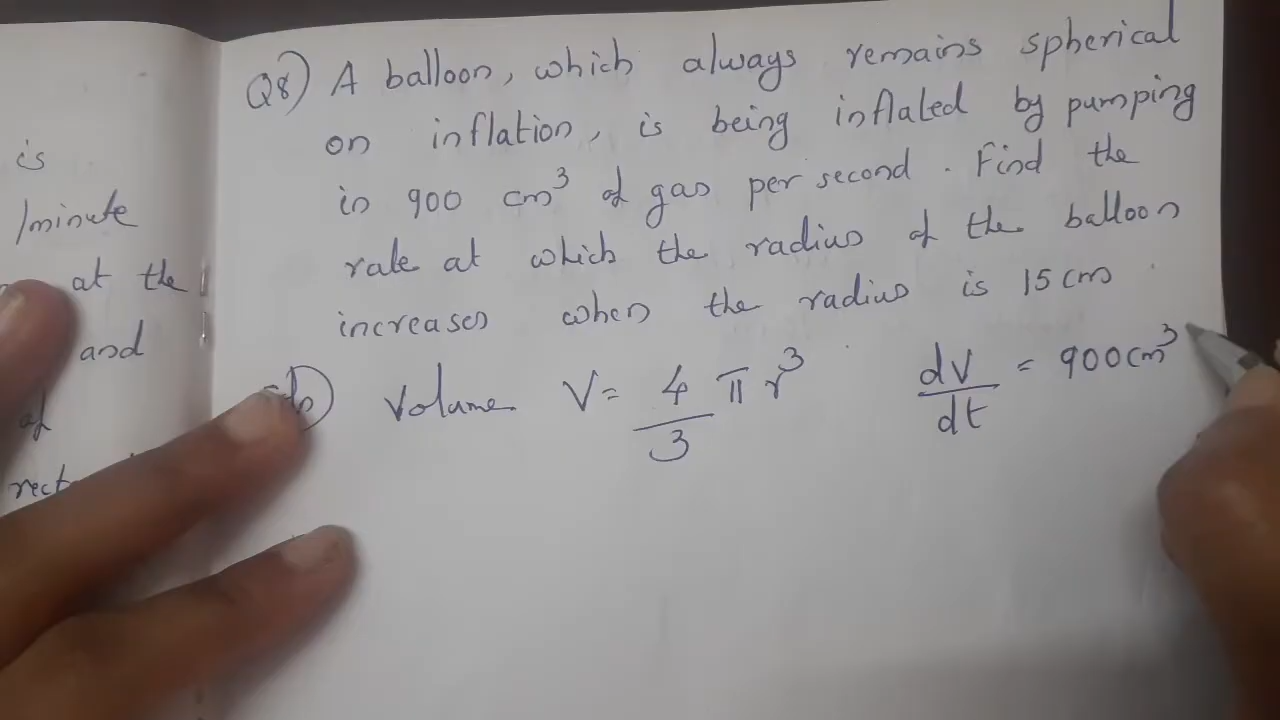 is
/minute
at the
and
of
Q8) A balloon, which always remains spherical
on inflation, is being inflated by pumping
in 900 cm³ of gas per second. Find the
rate at which the radius of the balloon
increases when the radius is 15 cm.
Volume V = 4/3 π r³ dV/dt = 900 cm³